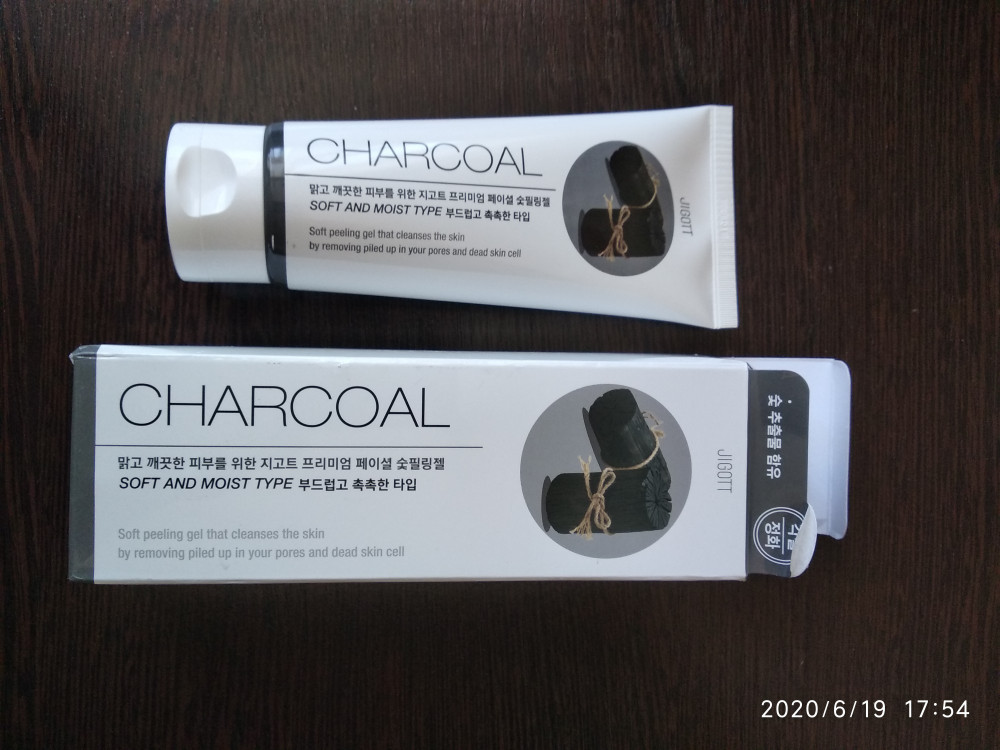 CHARCOAL
맑고 깨끗한 피부를 위한 지고트 프리미엄 페이셜 숯필링젤
SOFT AND MOIST TYPE 부드럽고 촉촉한 타입
Soft peeling gel that cleanses the skin
by removing piled up in your pores and dead skin cell
JIGOTT
CHARCOAL
맑고 깨끗한 피부를 위한 지고트 프리미엄 페이셜 숯필링젤
SOFT AND MOIST TYPE 부드럽고 촉촉한 타입
Soft peeling gel that cleanses the skin
by removing piled up in your pores and dead skin cell
JIGOTT
숯 추출물 함유
정화
2020/6/19 17:54